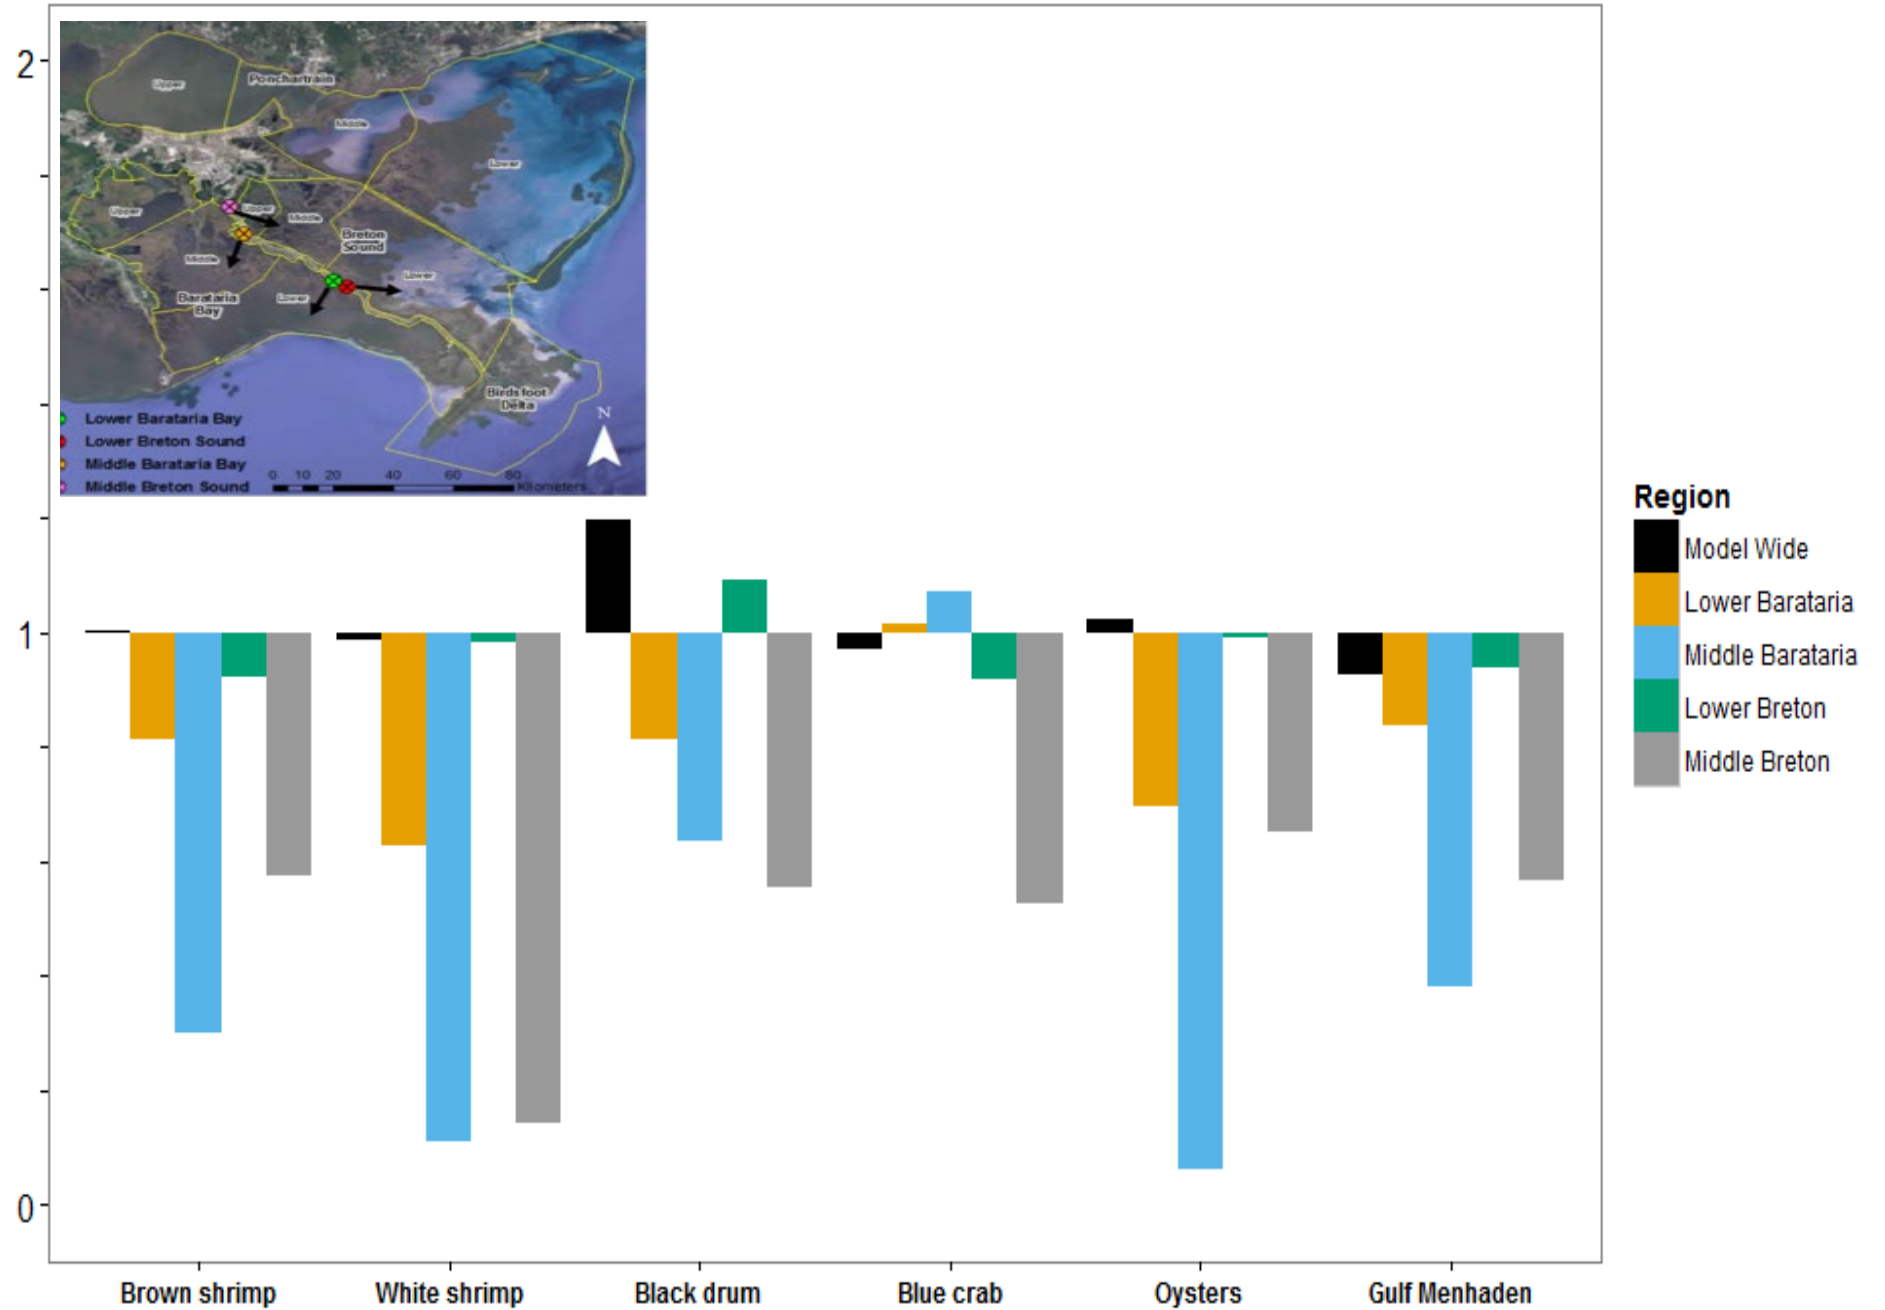 2
1
0
Upper
Ponchartrain
Middle
Lower
Upper
Upper
Middle
Breton
Sound
Middle
Lower
Barataria
Bay
Lower
Birdsfoot
Delta
N
Lower Barataria Bay
Lower Breton Sound
Middle Barataria Bay
Middle Breton Sound
0 10 20 40 60 80
Kilometers
Region
Model Wide
Lower Barataria
Middle Barataria
Lower Breton
Middle Breton
Brown shrimp White shrimp Black drum Blue crab Oysters Gulf Menhaden